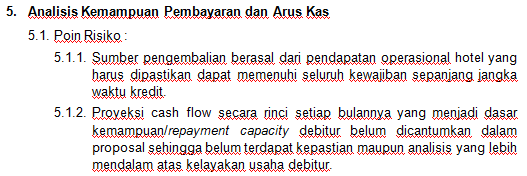 5. Analisis Kemampuan Pembayaran dan Arus Kas
5.1. Poin Risiko :
5.1.1. Sumber pengembalian berasal dari pendapatan operasional hotel yang
harus dipastikan dapat memenuhi seluruh kewajiban sepanjang jangka
waktu kredit.
5.1.2. Proyeksi cash flow secara rinci setiap bulannya yang menjadi dasar
kemampuan/repayment capacity debitur belum dicantumkan dalam
proposal sehingga belum terdapat kepastian maupun analisis yang lebih
mendalam atas kelayakan usaha debitur.